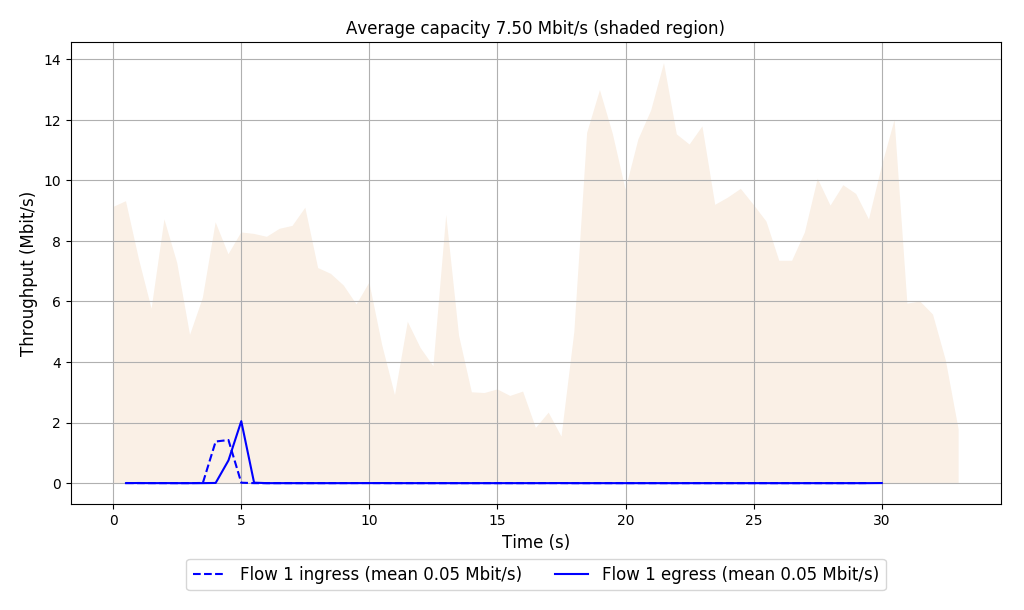 Average capacity 7.50 Mbit/s (shaded region)
Throughput (Mbit/s)
14
12
10
8
6
4
2
0
0 5 10 15 20 25 30
Time (s)
Flow 1 ingress (mean 0.05 Mbit/s) Flow 1 egress (mean 0.05 Mbit/s)